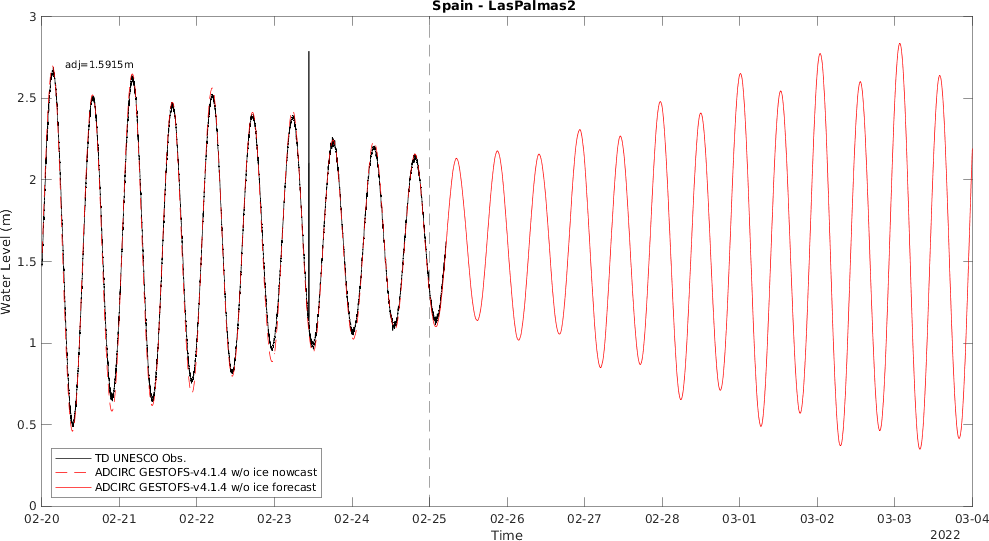 Spain - LasPalmas2
adj=1.5915m
3
2.5
2
1.5
1
0.5
0
Water Level (m)
TD UNESCO Obs.
ADCIRC GESTOFS-v4.1.4 w/o ice nowcast
ADCIRC GESTOFS-v4.1.4 w/o ice forecast
02-20 02-21 02-22 02-23 02-24 02-25 02-26 02-27 02-28 03-01 03-02 03-03 03-04
Time
2022